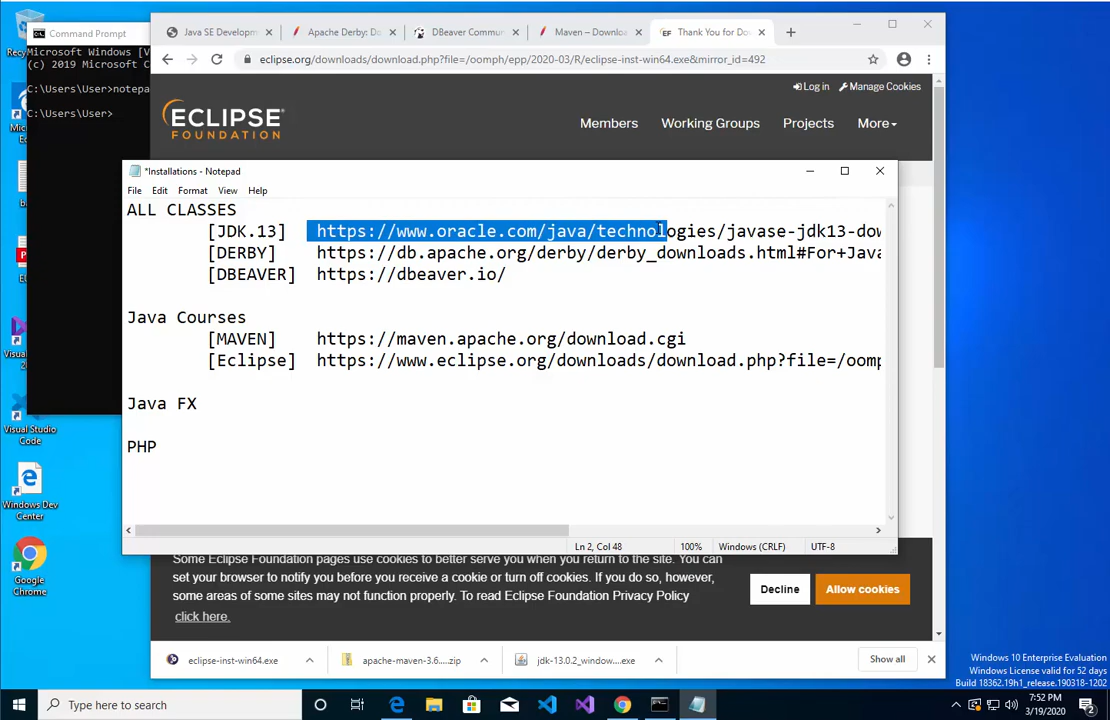 Command Prompt
Java SE Developm
Apache Derby: Do
DBeaver Commun
Maven – Downloa
EF Thank You for Do
eclipse.org/downloads/download.php?file=/oomph/epp/2020-03/R/eclipse-inst-win64.exe&mirror_id=492
Microsoft Windows [V
(c) 2019 Microsoft C
C:\Users\User>notepa
C:\Users\User>
Log in
Manage Cookies
ECLIPSE®
FOUNDATION
Members
Working Groups
Projects
More
*Installations - Notepad
File Edit Format View Help
ALL CLASSES
[JDK.13] https://www.oracle.com/java/technologies/javase-jdk13-dow
[DERBY] https://db.apache.org/derby/derby_downloads.html#For+Java
[DBEAVER] https://dbeaver.io/
Java Courses
[MAVEN] https://maven.apache.org/download.cgi
[Eclipse] https://www.eclipse.org/downloads/download.php?file=/oomp
Java FX
PHP
Ln 2, Col 48
100%
Windows (CRLF)
UTF-8
Some Eclipse Foundation pages use cookies to better serve you when you return to the site. You can
set your browser to notify you before you receive a cookie or turn off cookies. If you do so, however,
some areas of some sites may not function properly. To read Eclipse Foundation Privacy Policy
click here.
Decline
Allow cookies
eclipse-inst-win64.exe
apache-maven-3.6....zip
jdk-13.0.2_window....exe
Show all
Visual Studio
Code
Windows Dev
Center
Google
Chrome
Windows 10 Enterprise Evaluation
Windows License valid for 52 days
Build 18362.19h1_release.190318-1202
Type here to search
7:52 PM
3/19/2020
2